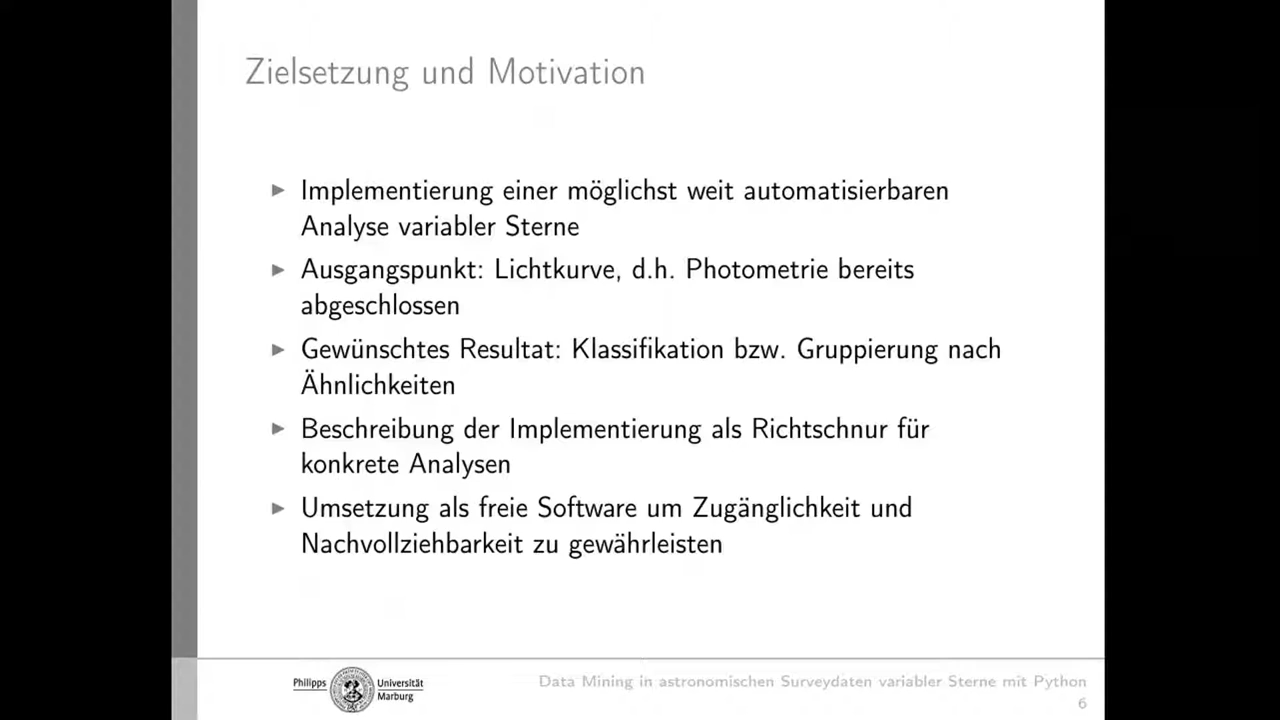 Zielsetzung und Motivation
▶ Implementierung einer möglichst weit automatisierbaren
Analyse variabler Sterne
▶ Ausgangspunkt: Lichtkurve, d.h. Photometrie bereits
abgeschlossen
▶ Gewünschtes Resultat: Klassifikation bzw. Gruppierung nach
Ähnlichkeiten
▶ Beschreibung der Implementierung als Richtschnur für
konkrete Analysen
▶ Umsetzung als freie Software um Zugänglichkeit und
Nachvollziehbarkeit zu gewährleisten
Philipps Universität
Marburg
Data Mining in astronomischen Surveydaten variabler Sterne mit Python
6